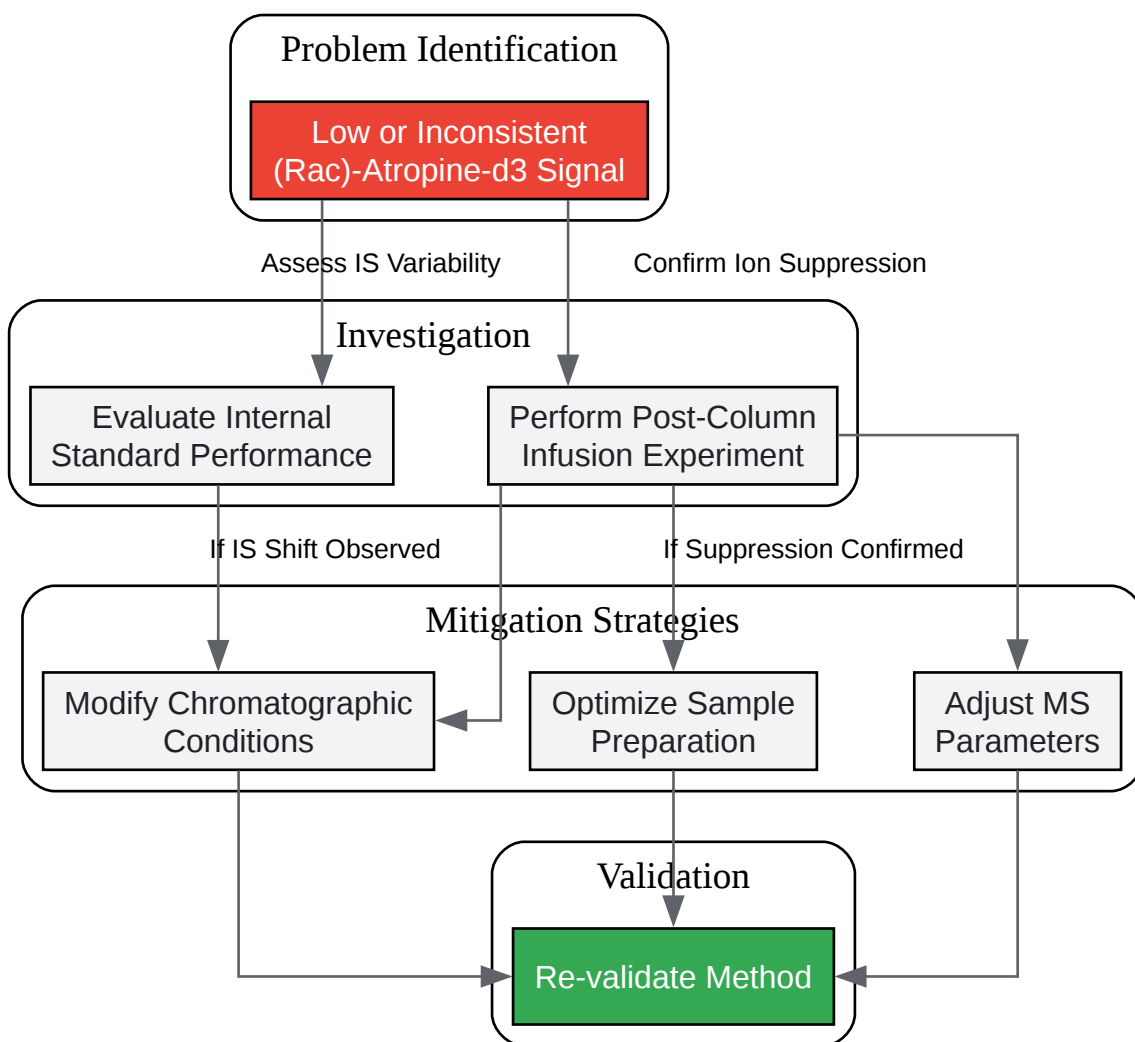 Problem Identification
Low or Inconsistent
(Rac)-Atropine-d3 Signal
Assess IS Variability
Confirm Ion Suppression
Investigation
Evaluate Internal
Standard Performance
Perform Post-Column
Infusion Experiment
If IS Shift Observed
If Suppression Confirmed
Mitigation Strategies
Modify Chromatographic
Conditions
Optimize Sample
Preparation
Adjust MS
Parameters
Validation
Re-validate Method